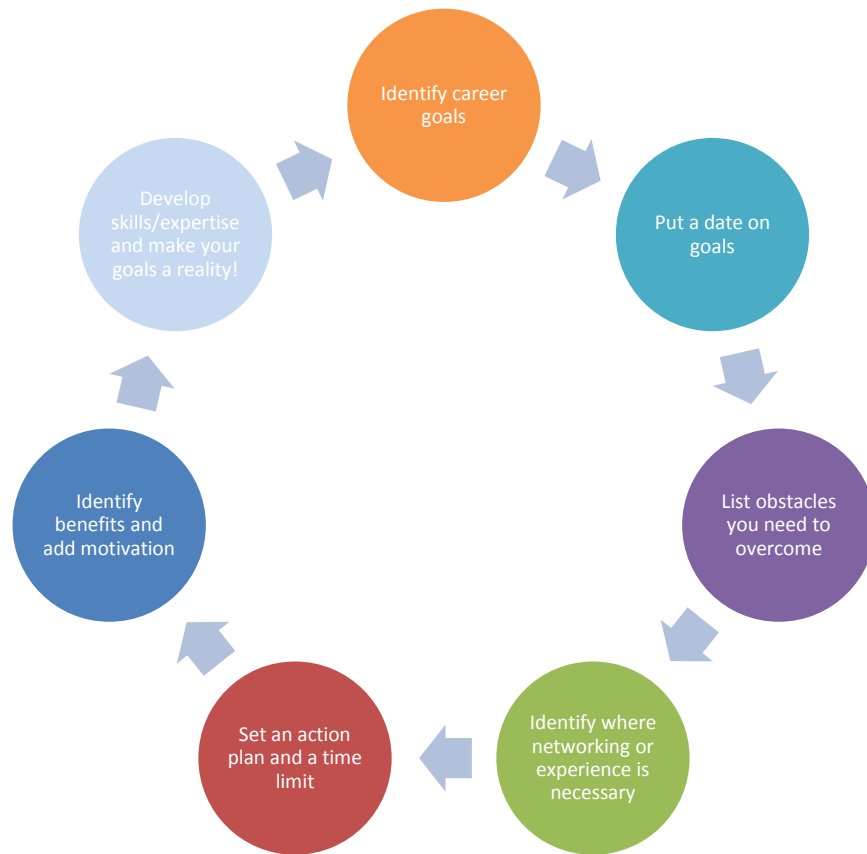 Identify career
goals
Put a date on
goals
List obstacles
you need to
overcome
Identify where
networking or
experience is
necessary
Set an action
plan and a time
limit
Identify
benefits and
add motivation
Develop
skills/expertise
and make your
goals a reality!